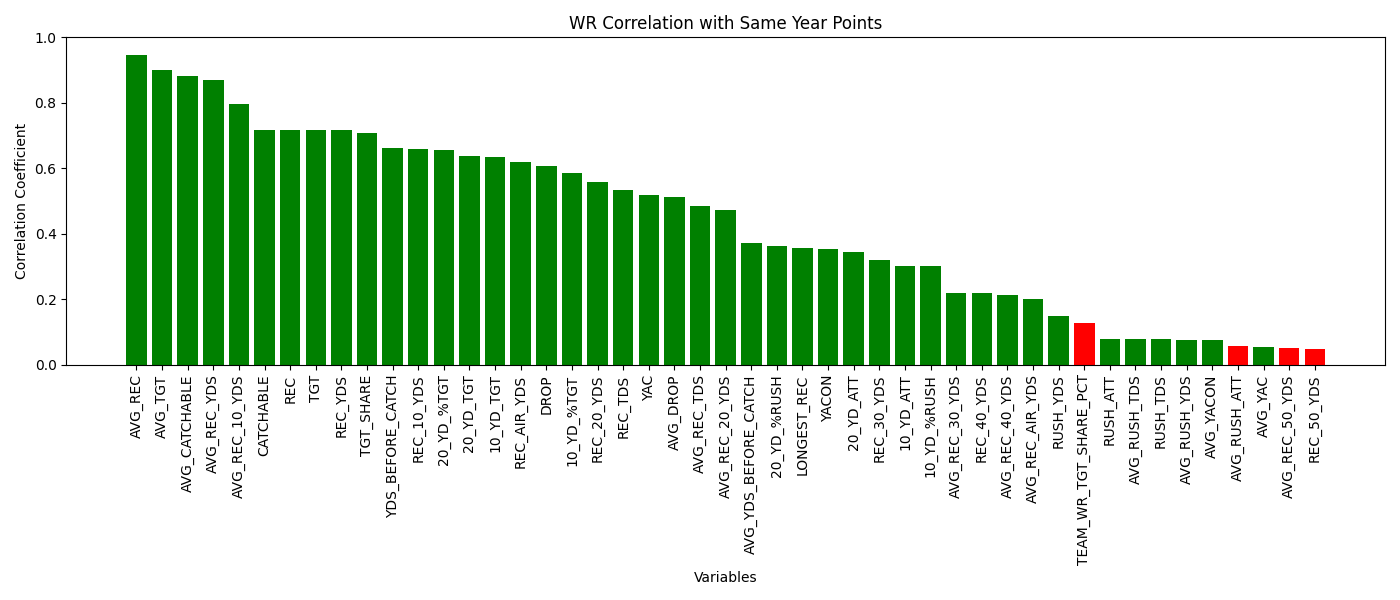 WR Correlation with Same Year Points
Correlation Coefficient
1.0
0.8
0.6
0.4
0.2
0.0
AVG_REC
AVG_TGT
AVG_CATCHABLE
AVG_REC_YDS
AVG_REC_10_YDS
CATCHABLE
REC
TGT
REC_YDS
TGT_SHARE
YDS_BEFORE_CATCH
REC_10_YDS
20_YD_%TGT
20_YD_TGT
10_YD_TGT
REC_AIR_YDS
DROP
10_YD_%TGT
REC_20_YDS
REC_TDS
YAC
AVG_DROP
AVG_REC_TDS
AVG_REC_20_YDS
AVG_YDS_BEFORE_CATCH
20_YD_%RUSH
LONGEST_REC
YACON
20_YD_ATT
REC_30_YDS
10_YD_ATT
10_YD_%RUSH
AVG_REC_30_YDS
REC_40_YDS
AVG_REC_40_YDS
AVG_REC_AIR_YDS
RUSH_YDS
TEAM_WR_TGT_SHARE_PCT
RUSH_ATT
AVG_RUSH_TDS
RUSH_TDS
AVG_RUSH_YDS
AVG_YACON
AVG_RUSH_ATT
AVG_YAC
AVG_REC_50_YDS
REC_50_YDS
Variables